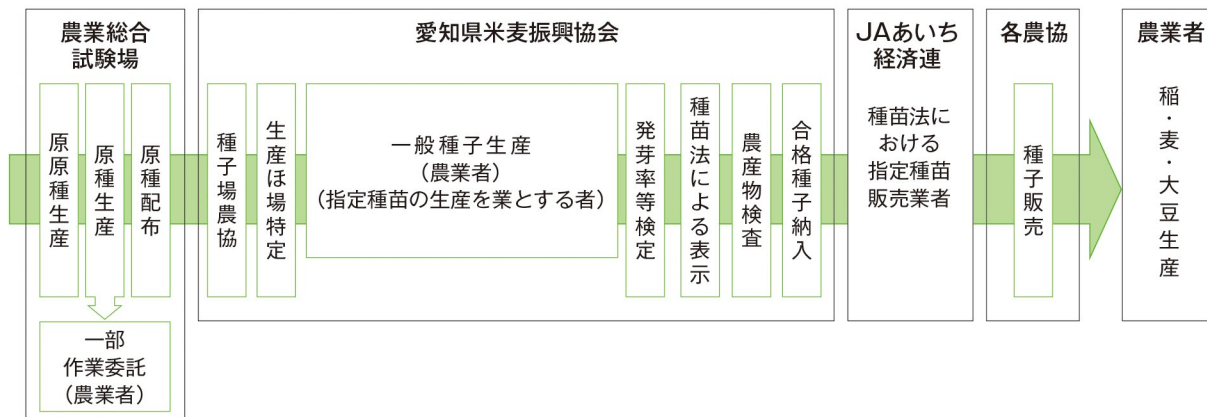 農業総合
試験場
原原種生産
原種生産
原種配布
一部
作業委託
（農業者）
愛知県米麦振興協会
種子場農協
生産ほ場特定
一般種子生産
（農業者）
（指定種苗の生産を業とする者）
発芽率等検定
種苗法による表示
農産物検査
合格種子納入
JAあいち
経済連
種苗法に
おける
指定種苗
販売業者
各農協
種子販売
農業者
稲・麦・大豆生産